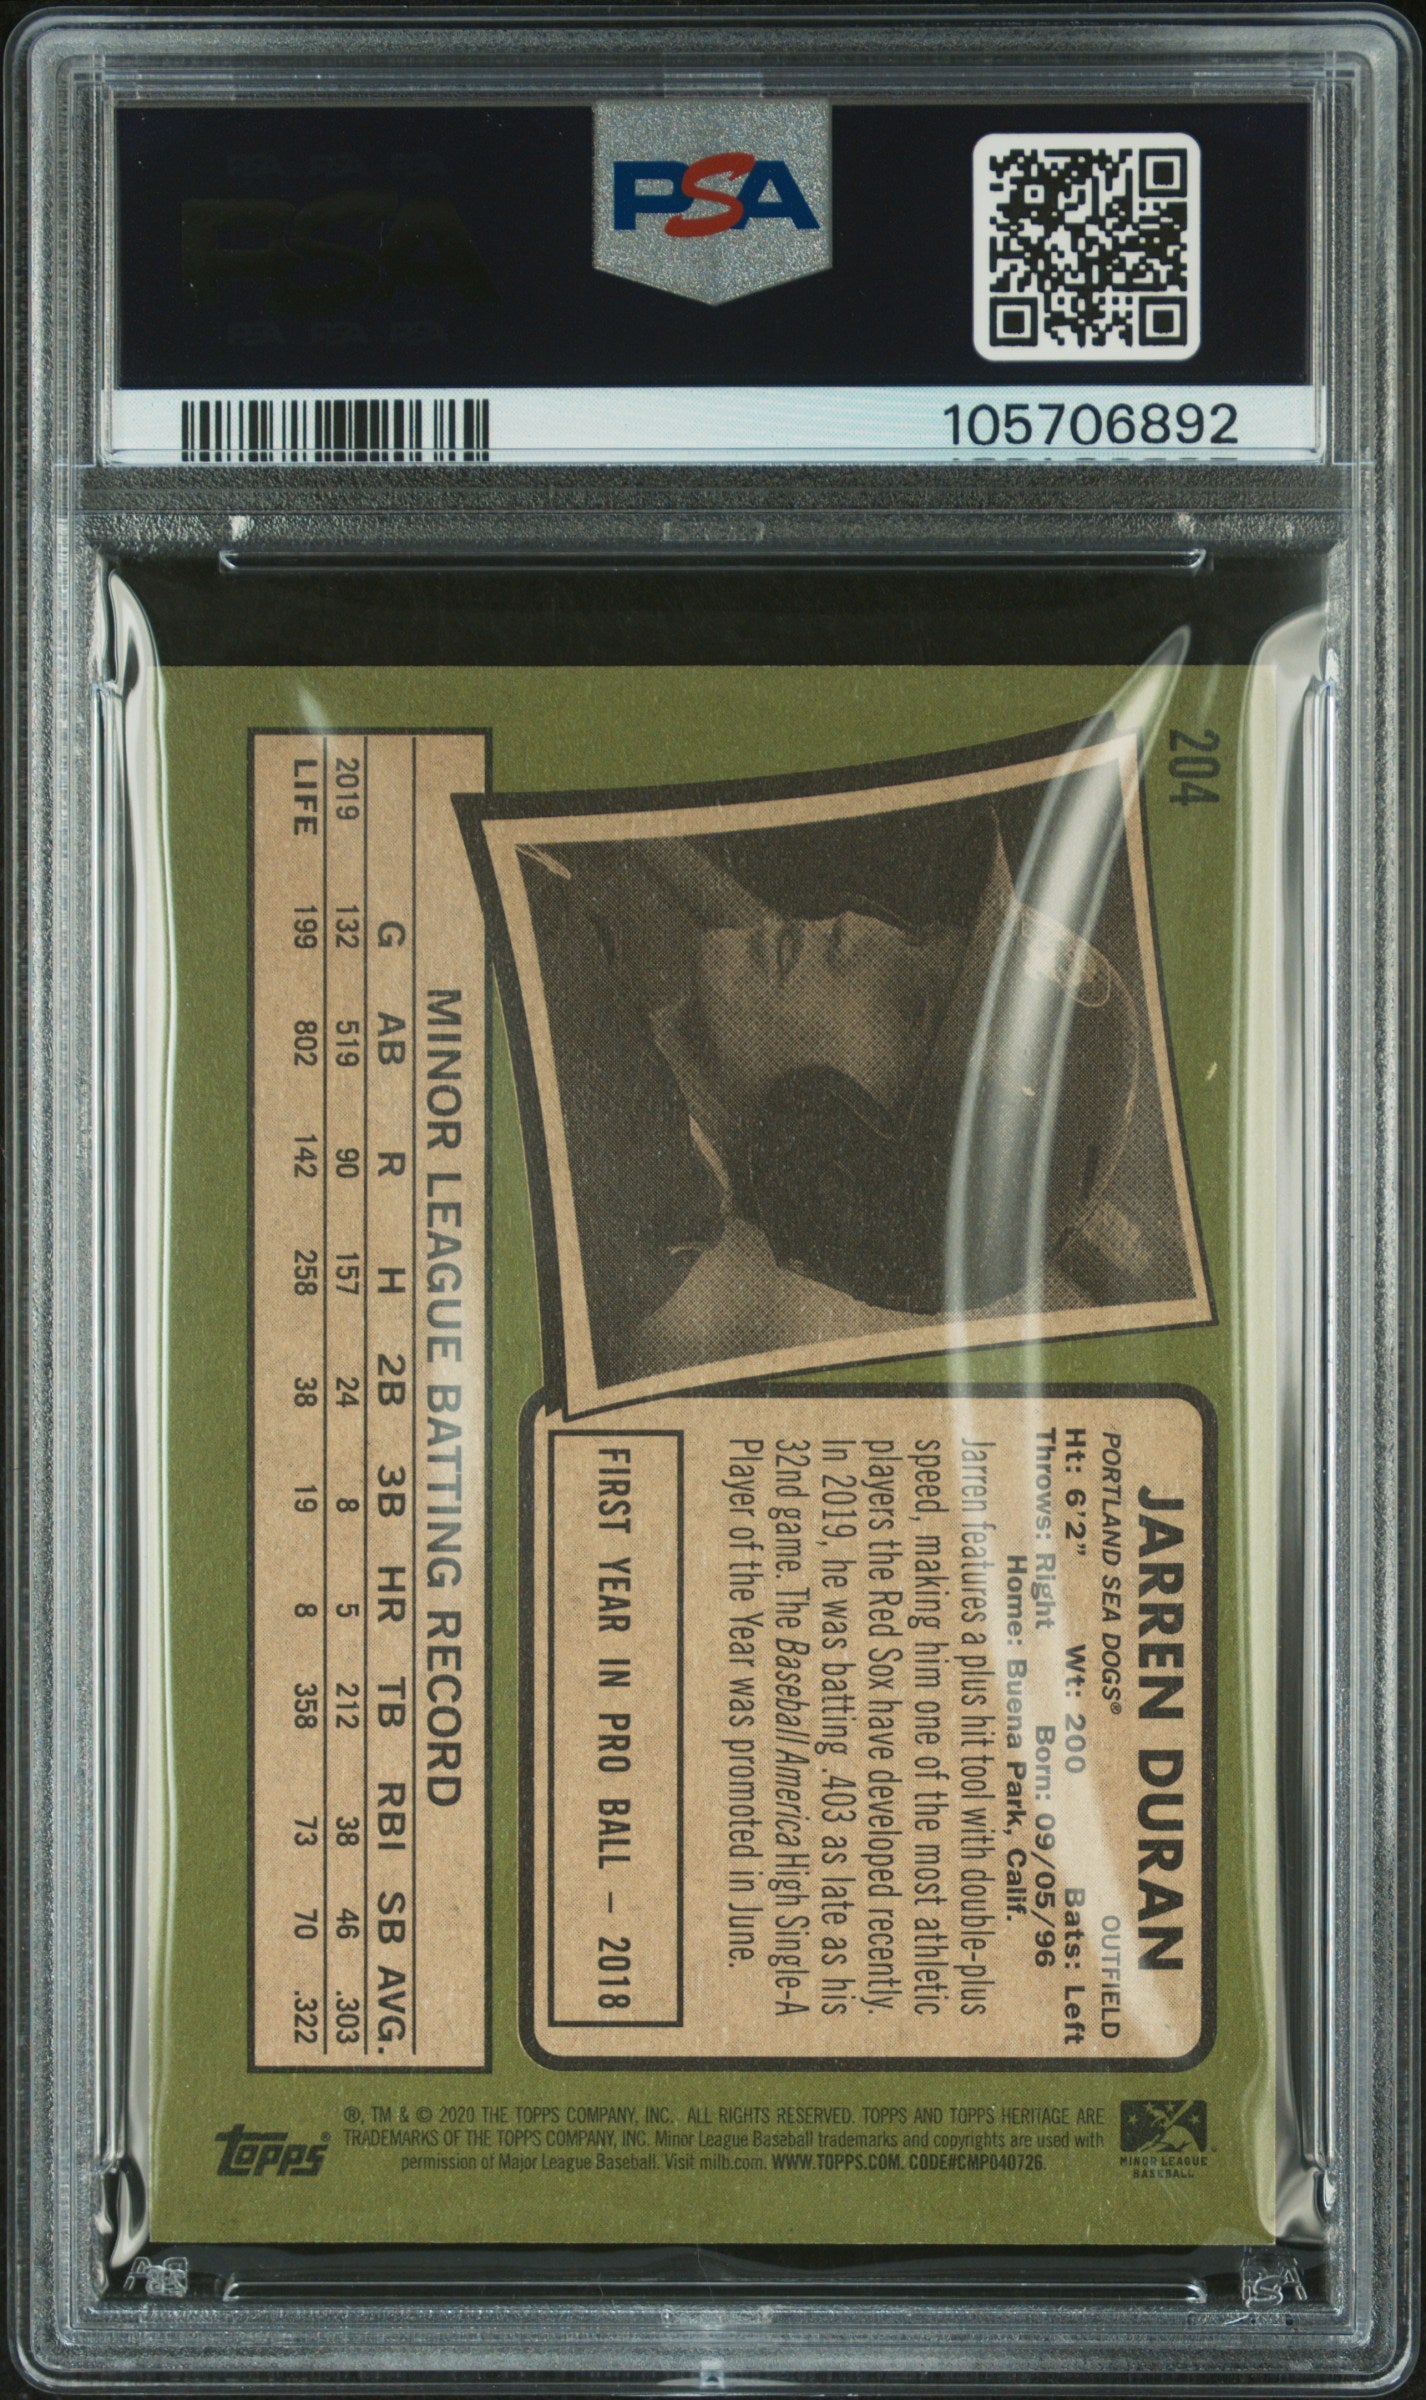 PSA
105706892
204
JARREN DURAN
PORTLAND SEA DOGS® OUTFIELD
Ht: 6'2" Wt: 200 Bats: Left
Throws: Right Born: 09/05/96
Home: Buena Park, Calif.
Jarren features a plus hit tool with double-plus
speed, making him one of the most athletic
players the Red Sox have developed recently.
In 2019, he was batting .403 as late as his
32nd game. The Baseball America High Single-A
Player of the Year was promoted in June.
FIRST YEAR IN PRO BALL – 2018
MINOR LEAGUE BATTING RECORD
G AB R H 2B 3B HR TB RBI SB AVG.
2019 132 519 90 157 24 8 5 212 38 46 .303
LIFE 199 802 142 258 38 19 8 358 73 70 .322
MINOR LEAGUE
BASEBALL
®, TM & © 2020 THE TOPPS COMPANY, INC. ALL RIGHTS RESERVED. TOPPS AND TOPPS HERITAGE ARE
TRADEMARKS OF THE TOPPS COMPANY, INC. Minor League Baseball trademarks and copyrights are used with
permission of Major League Baseball. Visit milb.com. WWW.TOPPS.COM. CODE#CMP040726.
topps®